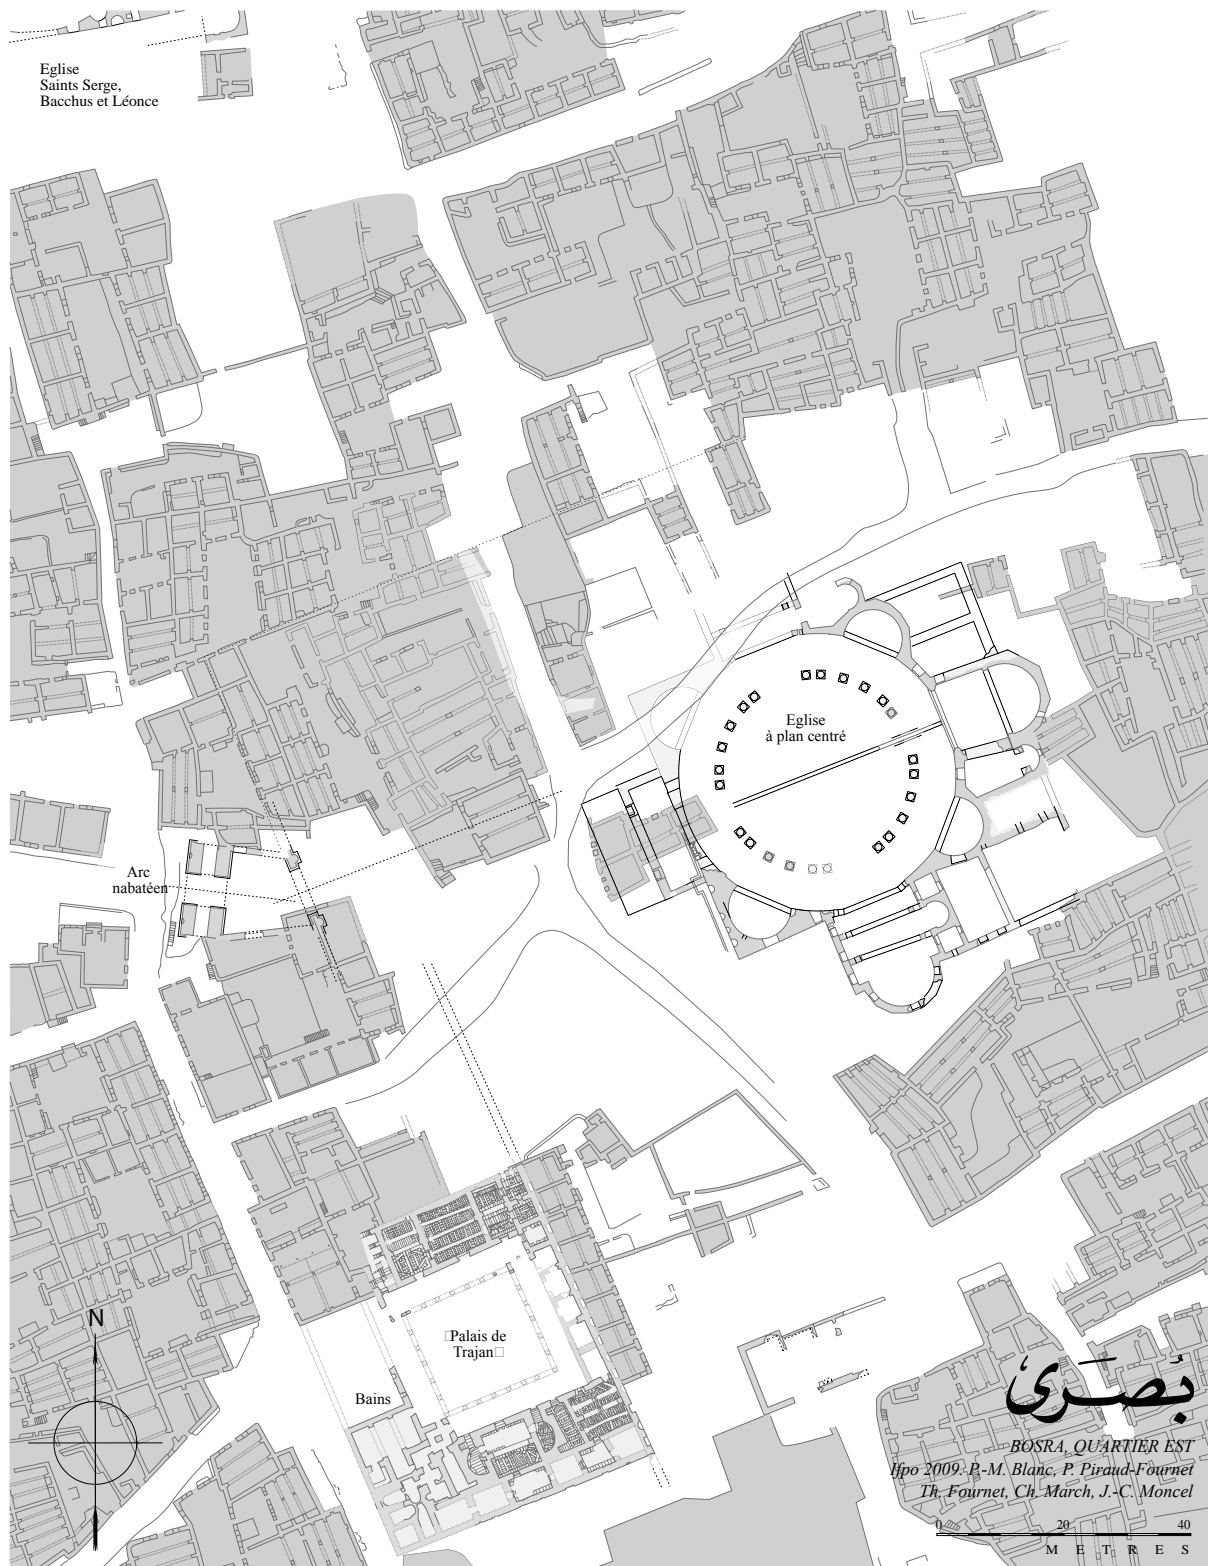 Eglise
Saints Serge,
Bacchus et Léonce
Eglise
à plan centré
Arc
nabatéen
N
Palais de
Trajan
Bains
بُصـرَى
BOSRA, QUARTIER EST
Ifpo 2009. P.-M. Blanc, P. Piraud-Fournet
Th. Fournet, Ch. March, J.-C. Moncel
0 20 40
M E T R E S